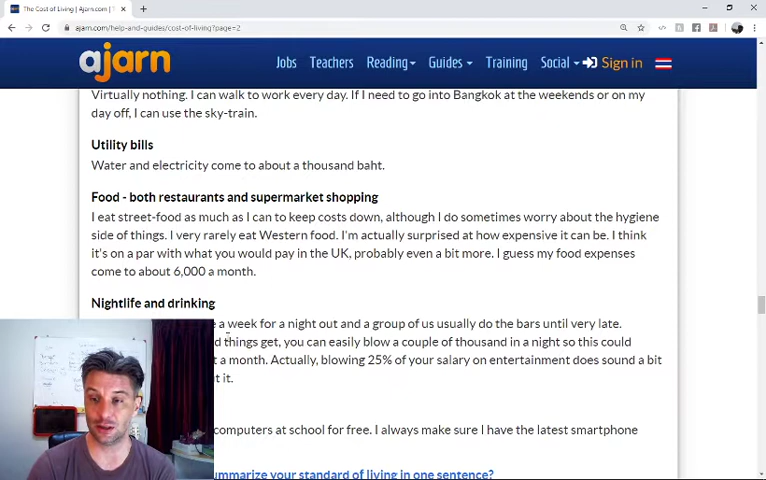 The Cost of Living | Ajarn.com |
ajarn.com/help-and-guides/cost-of-living?page=2
ajarn
Jobs Teachers Reading Guides Training Social Sign in
Virtually nothing. I can walk to work every day. If I need to go into Bangkok at the weekends or on my
day off, I can use the sky-train.
Utility bills
Water and electricity come to about a thousand baht.
Food - both restaurants and supermarket shopping
I eat street-food as much as I can to keep costs down, although I do sometimes worry about the hygiene
side of things. I very rarely eat Western food. I'm actually surprised at how expensive it can be. I think
it's on a par with what you would pay in the UK, probably even a bit more. I guess my food expenses
come to about 6,000 a month.
Nightlife and drinking
a week for a night out and a group of us usually do the bars until very late.
things get, you can easily blow a couple of thousand in a night so this could
a month. Actually, blowing 25% of your salary on entertainment does sound a bit
it.
computers at school for free. I always make sure I have the latest smartphone
ummarize your standard of living in one sentence?